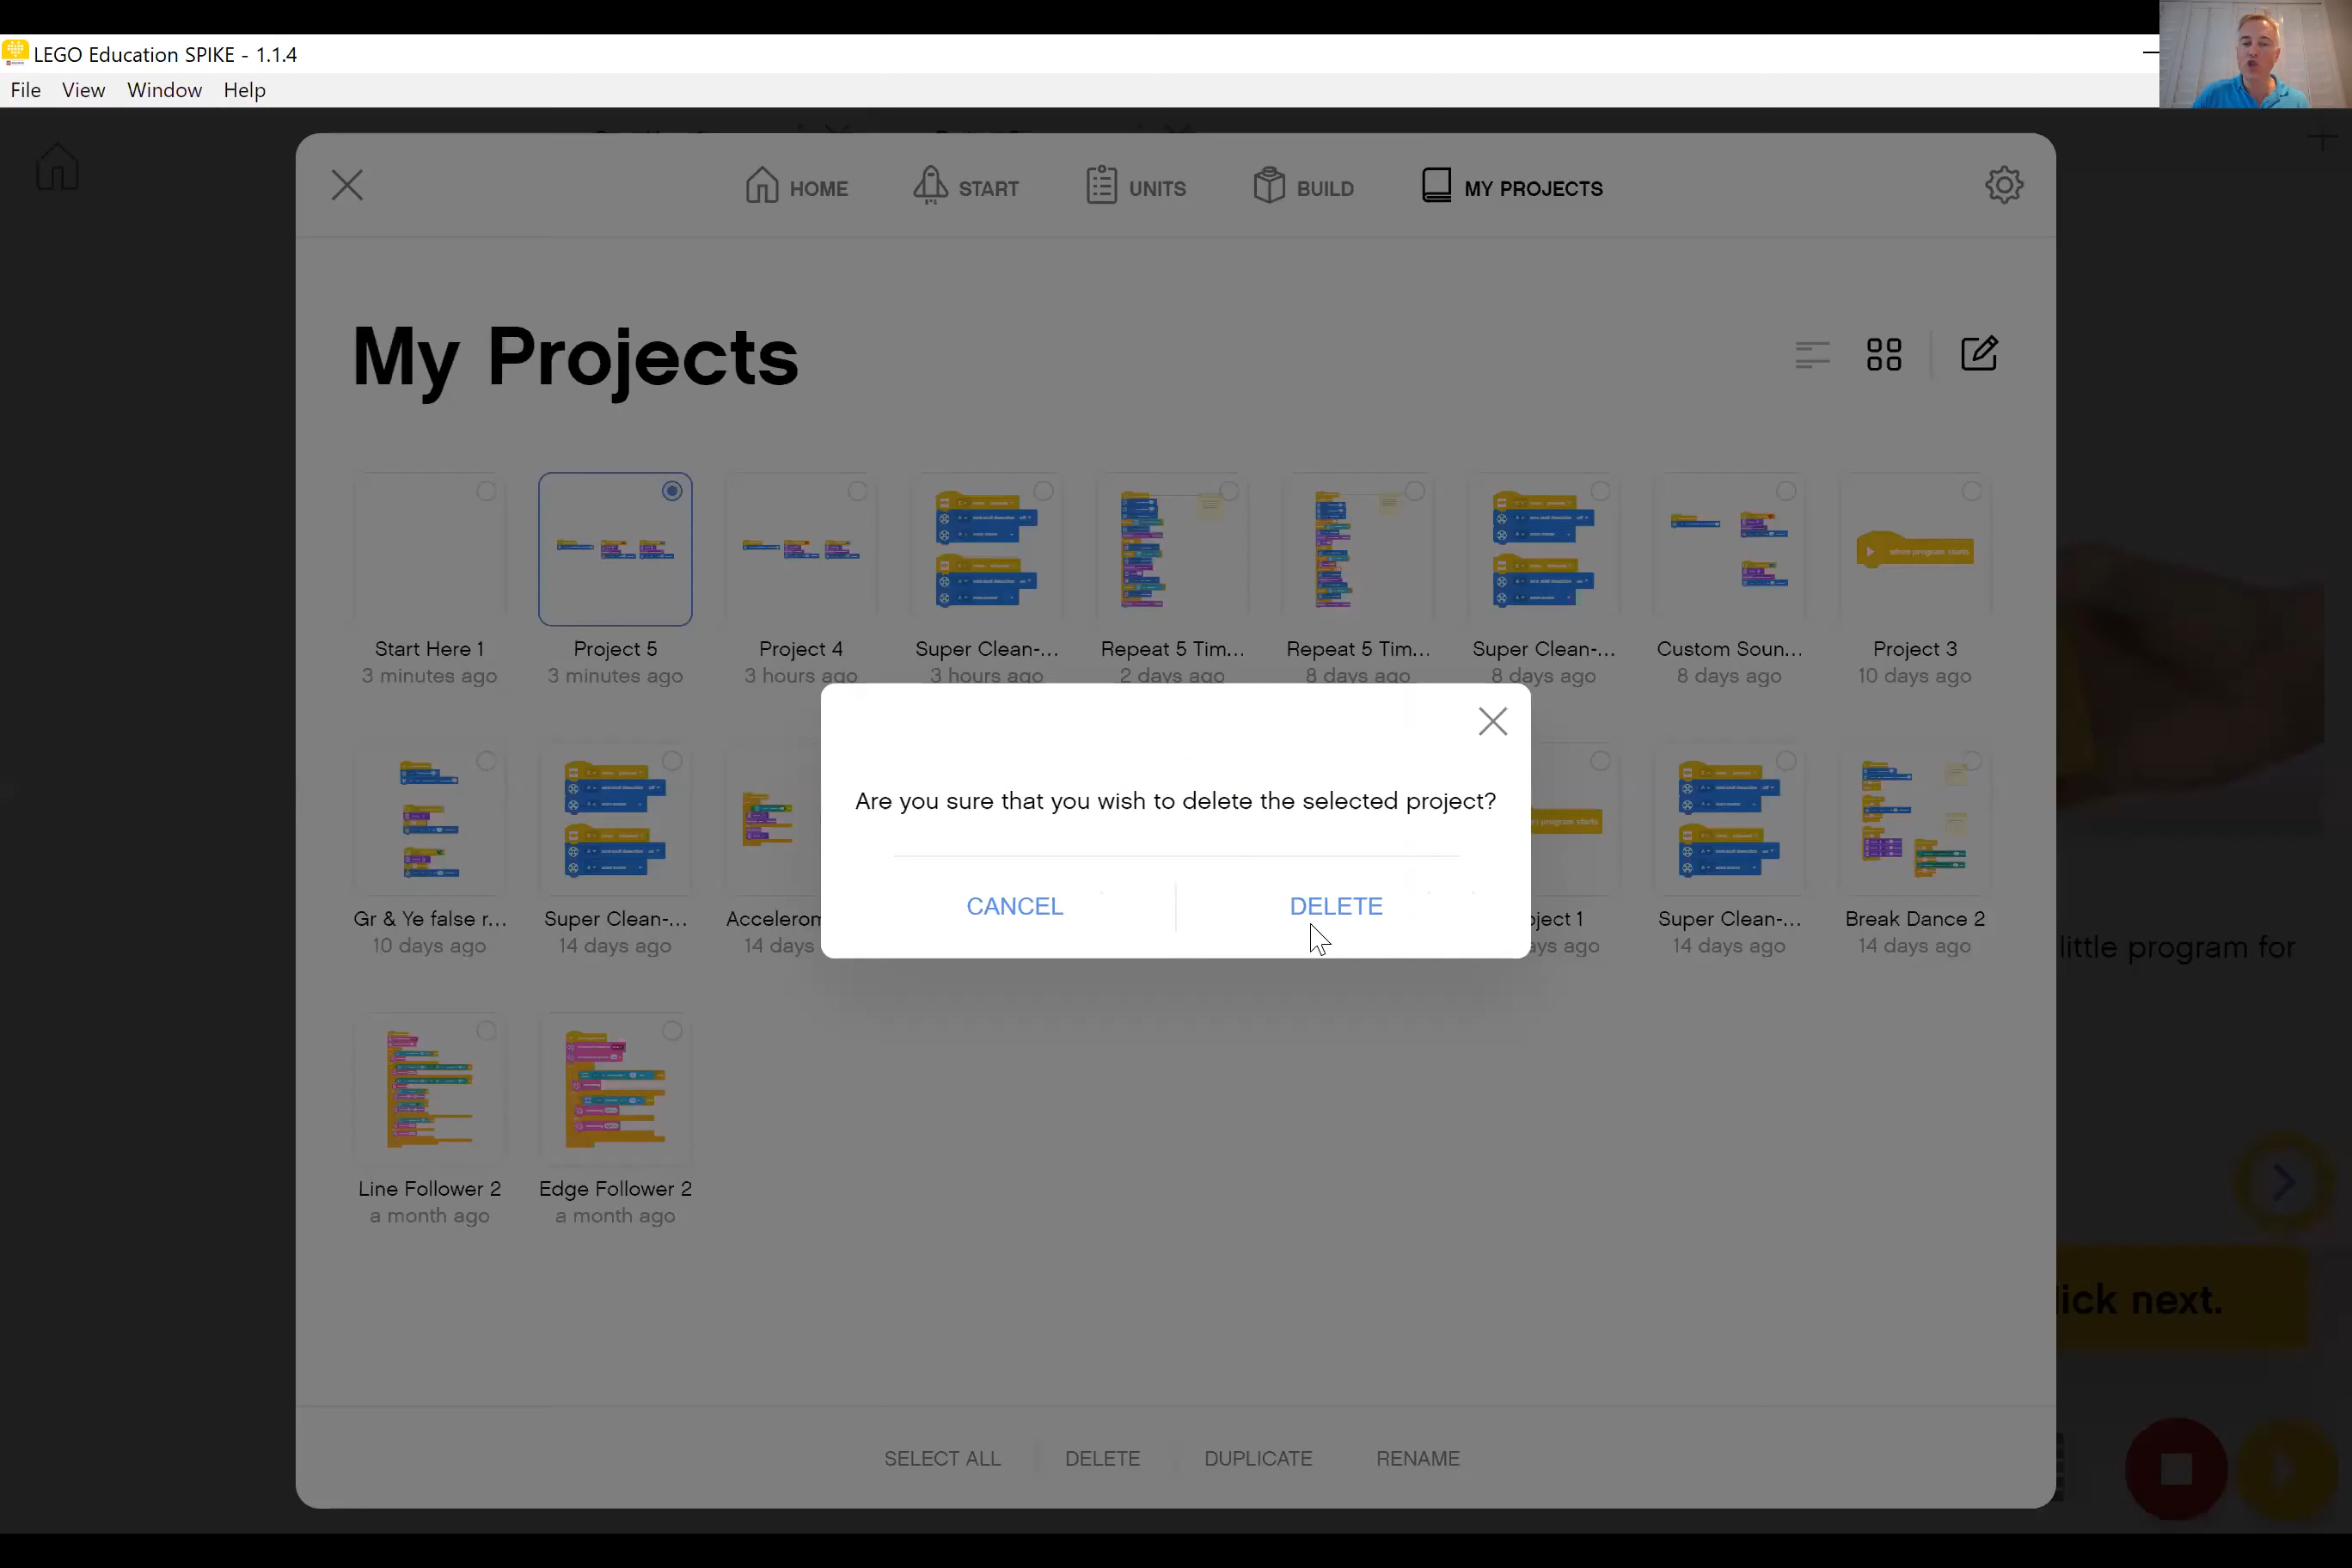 LEGO Education SPIKE - 1.1.4
File View Window Help
HOME START UNITS BUILD MY PROJECTS
My Projects
when program starts
Start Here 1 Project 5 Project 4 Super Clean-... Repeat 5 Tim... Repeat 5 Tim... Super Clean-... Custom Soun... Project 3
3 minutes ago 3 minutes ago 3 hours ago 3 hours ago 2 days ago 8 days ago 8 days ago 8 days ago 10 days ago
Are you sure that you wish to delete the selected project?
program starts
CANCEL DELETE
Gr & Ye false r... Super Clean-... Super Clean-... Break Dance 2
10 days ago 14 days ago 14 days ago 14 days ago
14 days
little program for
Line Follower 2 Edge Follower 2
a month ago a month ago
next.
SELECT ALL DELETE DUPLICATE RENAME